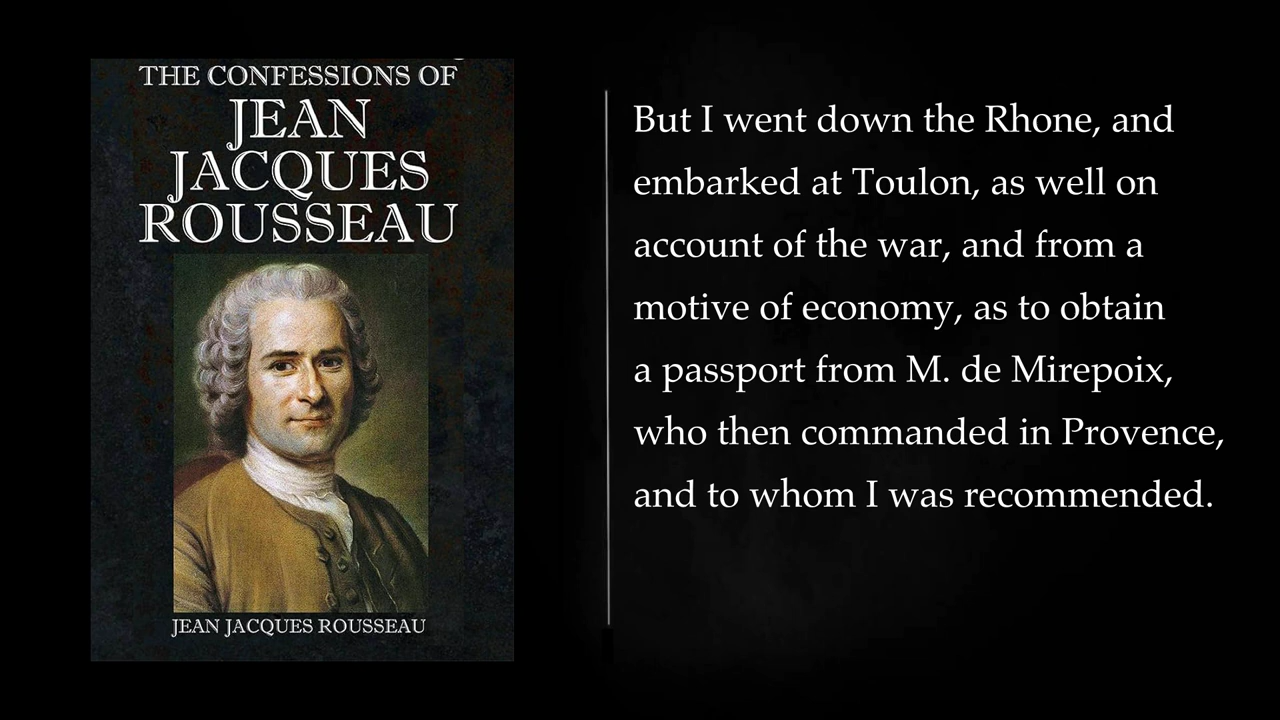 THE CONFESSIONS OF
JEAN
JACQUES
ROUSSEAU
JEAN JACQUES ROUSSEAU
But I went down the Rhone, and
embarked at Toulon, as well on
account of the war, and from a
motive of economy, as to obtain
a passport from M. de Mirepoix,
who then commanded in Provence,
and to whom I was recommended.